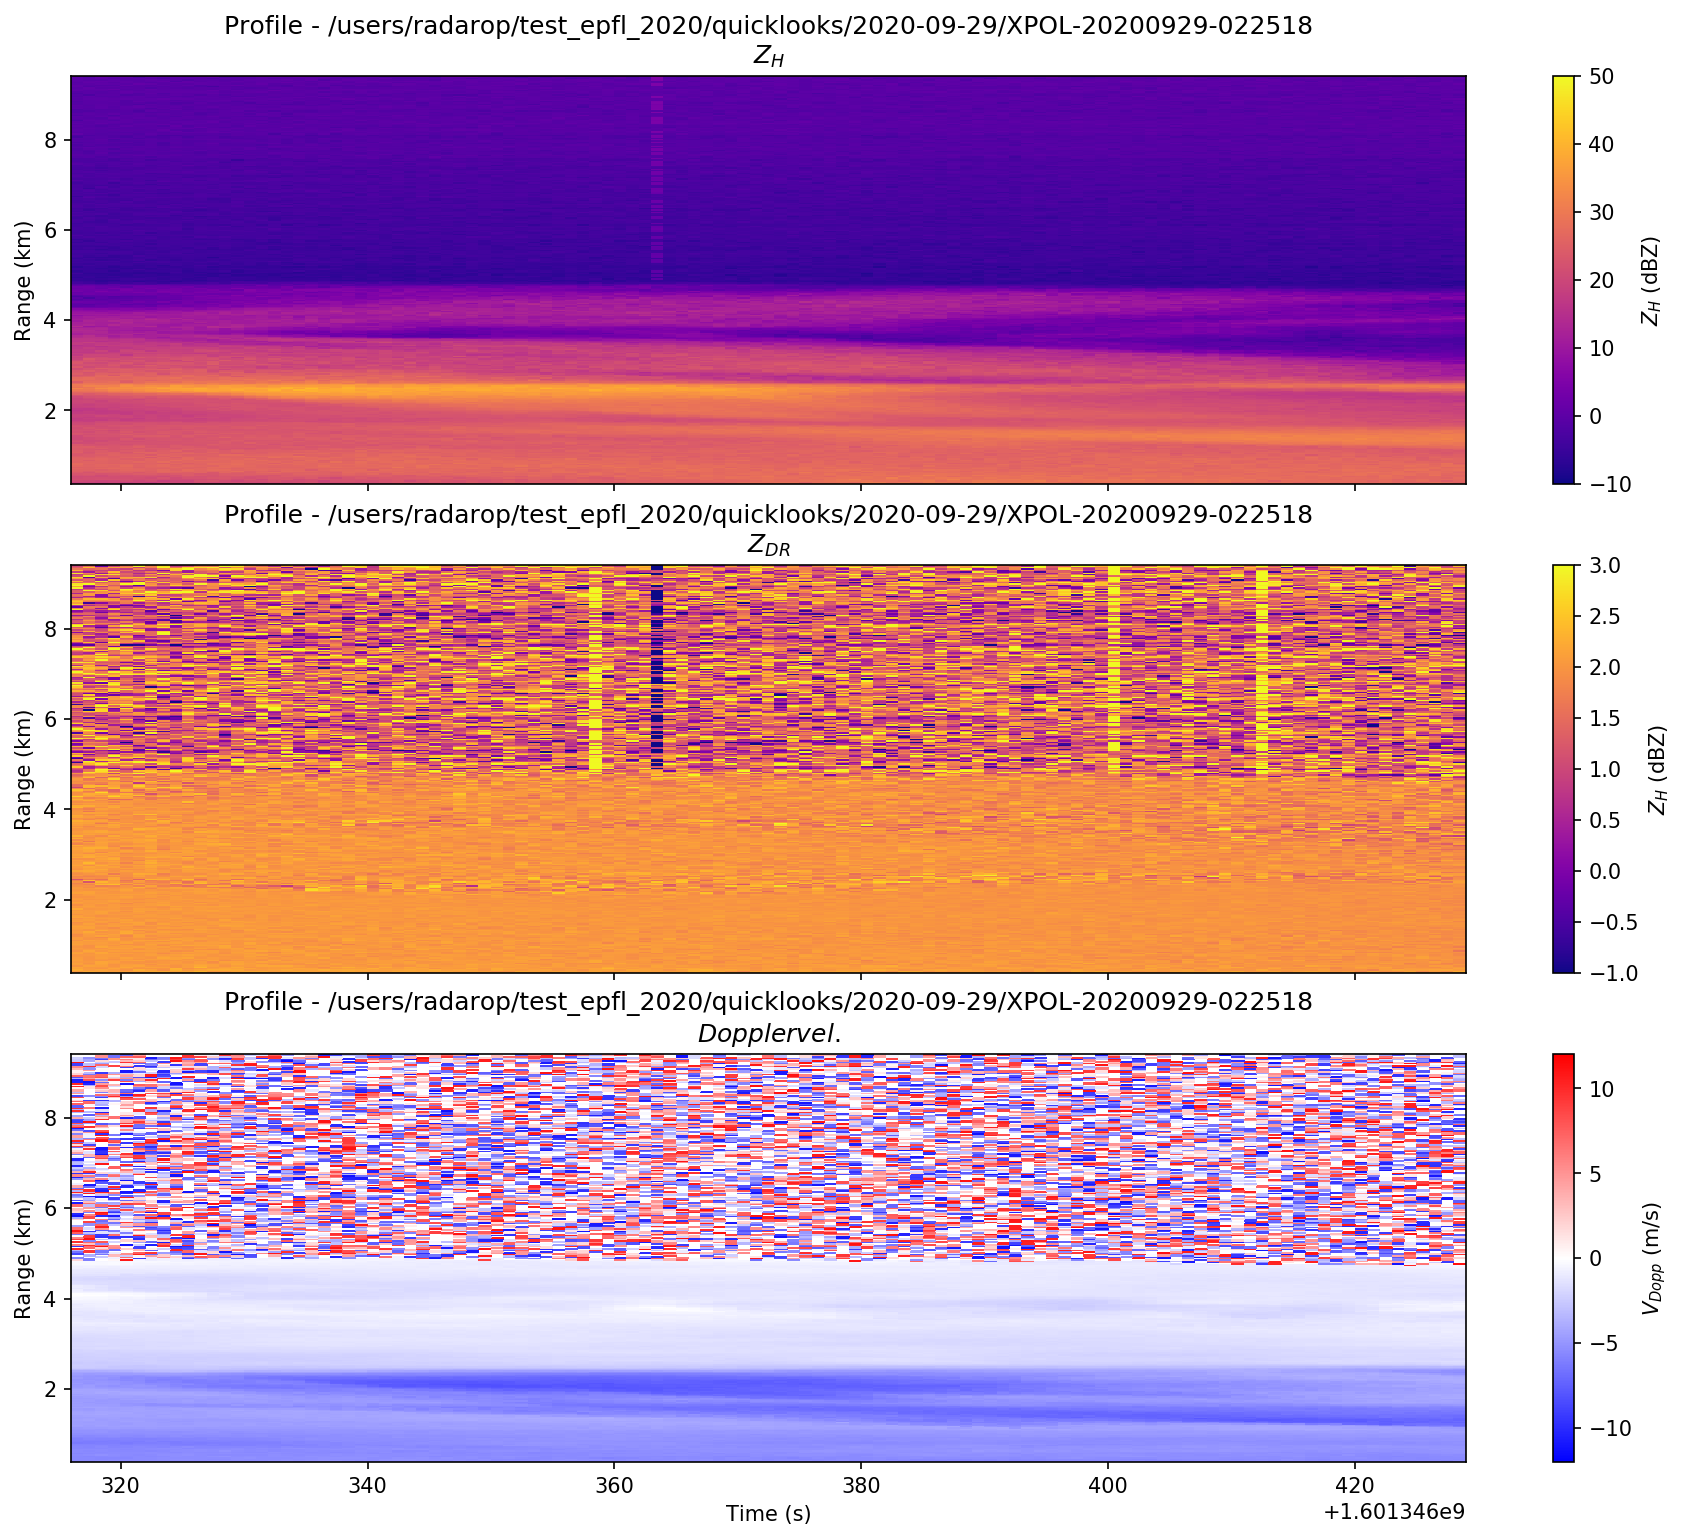 Profile - /users/radarop/test_epfl_2020/quicklooks/2020-09-29/XPOL-20200929-022518
Z_H
8
6
4
2
Range (km)
50
40
30
20
10
0
−10
Z_H (dBZ)
Profile - /users/radarop/test_epfl_2020/quicklooks/2020-09-29/XPOL-20200929-022518
Z_DR
8
6
4
2
Range (km)
3.0
2.5
2.0
1.5
1.0
0.5
0.0
−0.5
−1.0
Z_H (dBZ)
Profile - /users/radarop/test_epfl_2020/quicklooks/2020-09-29/XPOL-20200929-022518
Dopplervel.
8
6
4
2
Range (km)
10
5
0
−5
−10
V_Dopp (m/s)
320 340 360 380 400 420
Time (s)
+1.601346e9